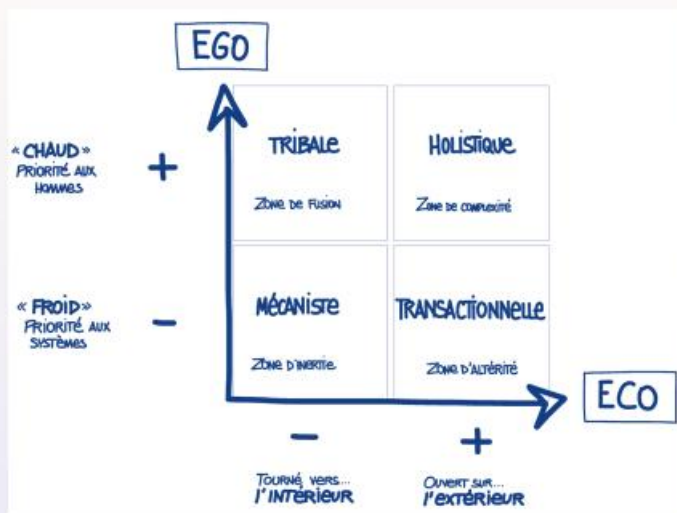 EGO
« CHAUD »
PRIORITÉ AUX
HOMMES
+
TRIBALE
ZONE DE FUSION
HOLISTIQUE
ZONE DE COMPLEXITÉ
« FROID »
PRIORITÉ AUX
SYSTÈMES
-
MÉCANISTE
ZONE D'INERTIE
TRANSACTIONNELLE
ZONE D'ALTÉRITÉ
ECO
-
+
TOURNÉ VERS...
l'INTÉRIEUR
OUVERT SUR...
l'EXTÉRIEUR